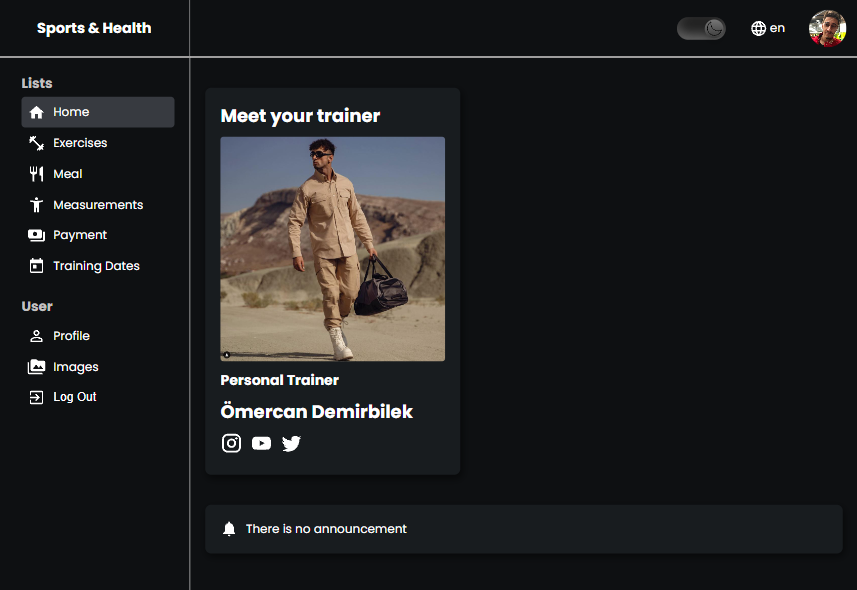 Sports & Health
en
Lists
Home
Exercises
Meal
Measurements
Payment
Training Dates
User
Profile
Images
Log Out
Meet your trainer
Personal Trainer
Ömercan Demirbilek
There is no announcement